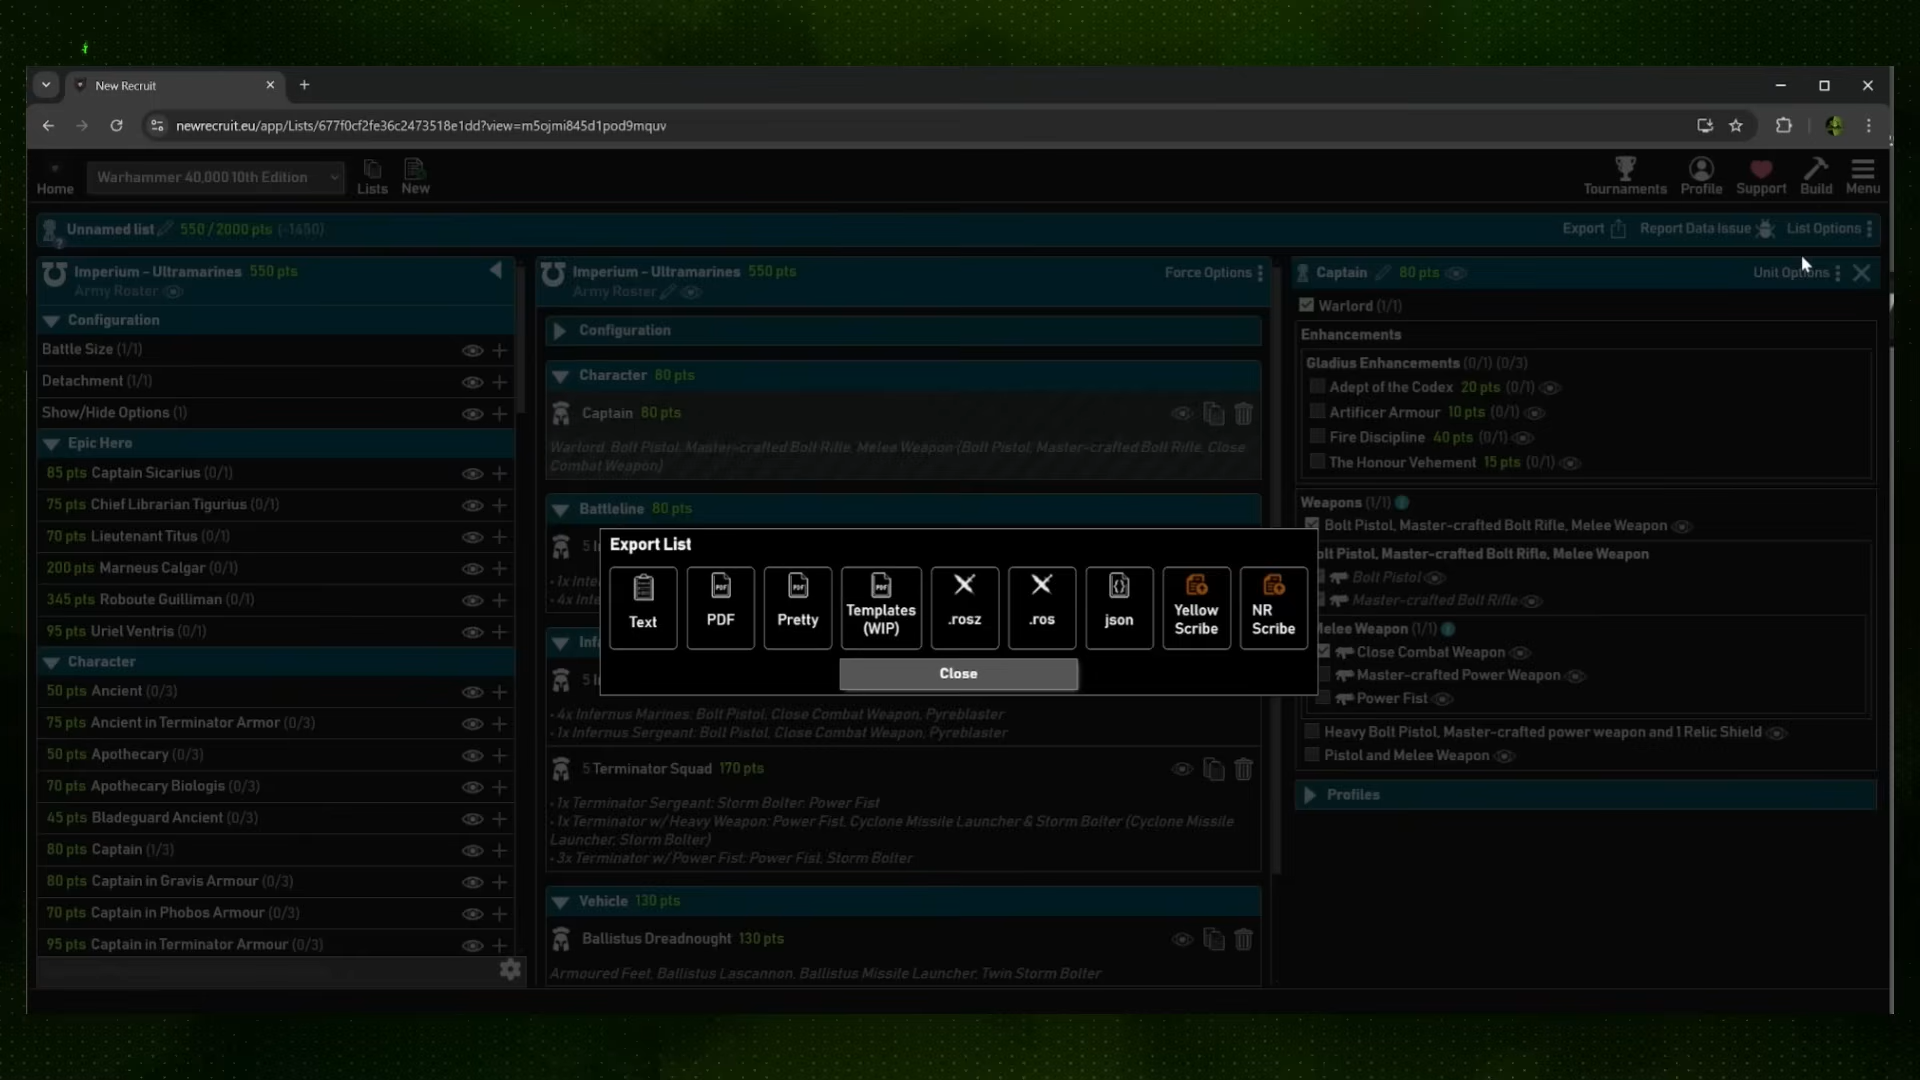 New Recruit
newrecruit.eu/app/Lists/677f0cf2fe36c2473518e1dd?view=m5ojmi845d1pod9mquv
Home
Warhammer 40,000 10th Edition
Lists
New
Tournaments
Profile
Support
Build
Menu
Unnamed list 550/2000 pts (-1450)
Export
Report Data Issue
List Options
Imperium - Ultramarines 550 pts
Army Roster
Configuration
Battle Size (1/1)
Detachment (1/1)
Show/Hide Options (1)
Epic Hero
85 pts Captain Sicarius (0/1)
75 pts Chief Librarian Tigurius (0/1)
70 pts Lieutenant Titus (0/1)
200 pts Marneus Calgar (0/1)
345 pts Roboute Guilliman (0/1)
95 pts Uriel Ventris (0/1)
Character
50 pts Ancient (0/3)
75 pts Ancient in Terminator Armor (0/3)
50 pts Apothecary (0/3)
70 pts Apothecary Biologis (0/3)
45 pts Bladeguard Ancient (0/3)
80 pts Captain (1/3)
80 pts Captain in Gravis Armour (0/3)
70 pts Captain in Phobos Armour (0/3)
95 pts Captain in Terminator Armour (0/3)
Imperium - Ultramarines 550 pts
Army Roster
Force Options
Configuration
Character 80 pts
Captain 80 pts
Warlord, Bolt Pistol, Master-crafted Bolt Rifle, Melee Weapon (Bolt Pistol, Master-crafted Bolt Rifle, Close
Combat Weapon)
Battleline 80 pts
• 4x Infernus Marines: Bolt Pistol, Close Combat Weapon, Pyreblaster
• 1x Infernus Sergeant: Bolt Pistol, Close Combat Weapon, Pyreblaster
5 Terminator Squad 170 pts
• 1x Terminator Sergeant: Storm Bolter, Power Fist
• 1x Terminator w/Heavy Weapon: Power Fist, Cyclone Missile Launcher & Storm Bolter (Cyclone Missile
Launcher, Storm Bolter)
• 3x Terminator w/Power Fist: Power Fist, Storm Bolter
Vehicle 130 pts
Ballistus Dreadnought 130 pts
Armoured Feet, Ballistus Lascannon, Ballistus Missile Launcher, Twin Storm Bolter
Export List
Text
PDF
Pretty
Templates
(WIP)
.rosz
.ros
json
Yellow
Scribe
NR
Scribe
Close
Captain 80 pts
Unit Options
Warlord (1/1)
Enhancements
Gladius Enhancements (0/1) (0/3)
Adept of the Codex 20 pts (0/1)
Artificer Armour 10 pts (0/1)
Fire Discipline 40 pts (0/1)
The Honour Vehement 15 pts (0/1)
Weapons (1/1)
Bolt Pistol, Master-crafted Bolt Rifle, Melee Weapon
olt Pistol, Master-crafted Bolt Rifle, Melee Weapon
Bolt Pistol
Master-crafted Bolt Rifle
Melee Weapon (1/1)
Close Combat Weapon
Master-crafted Power Weapon
Power Fist
Heavy Bolt Pistol, Master-crafted power weapon and 1 Relic Shield
Pistol and Melee Weapon
Profiles